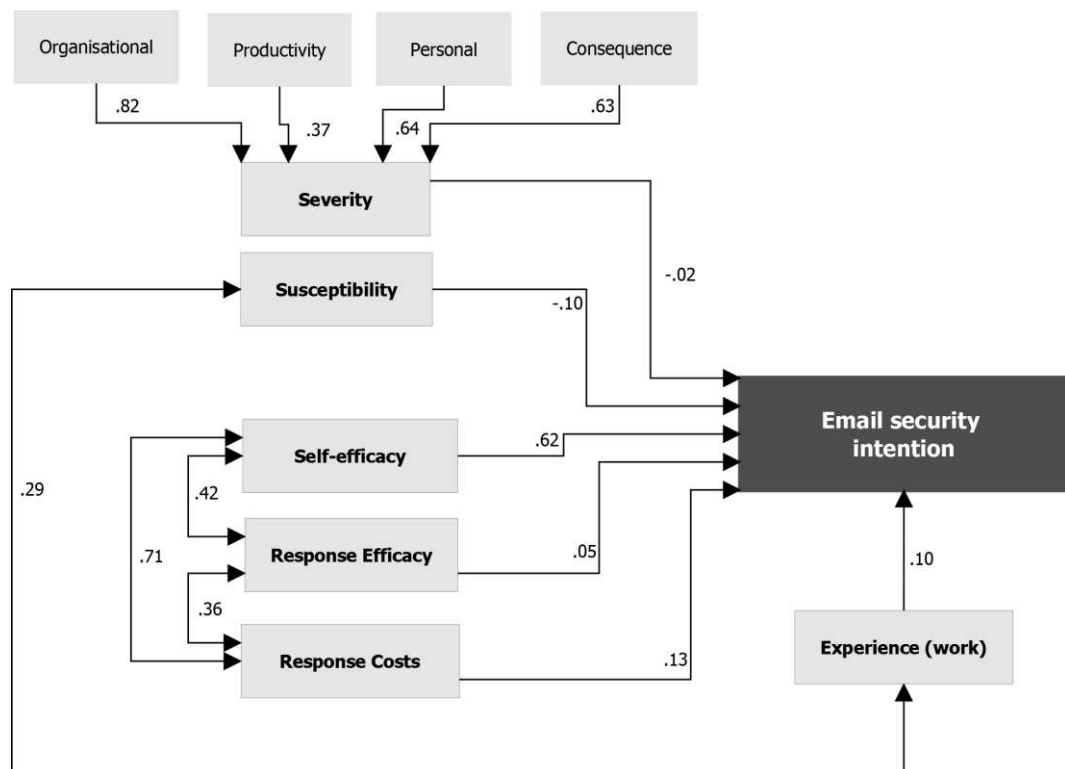 Organisational
Productivity
Personal
Consequence
.82
.37
.64
.63
Severity
-.02
Susceptibility
-.10
Email security
intention
Self-efficacy
.62
.29
.42
Response Efficacy
.05
.71
.10
.36
Experience (work)
Response Costs
.13